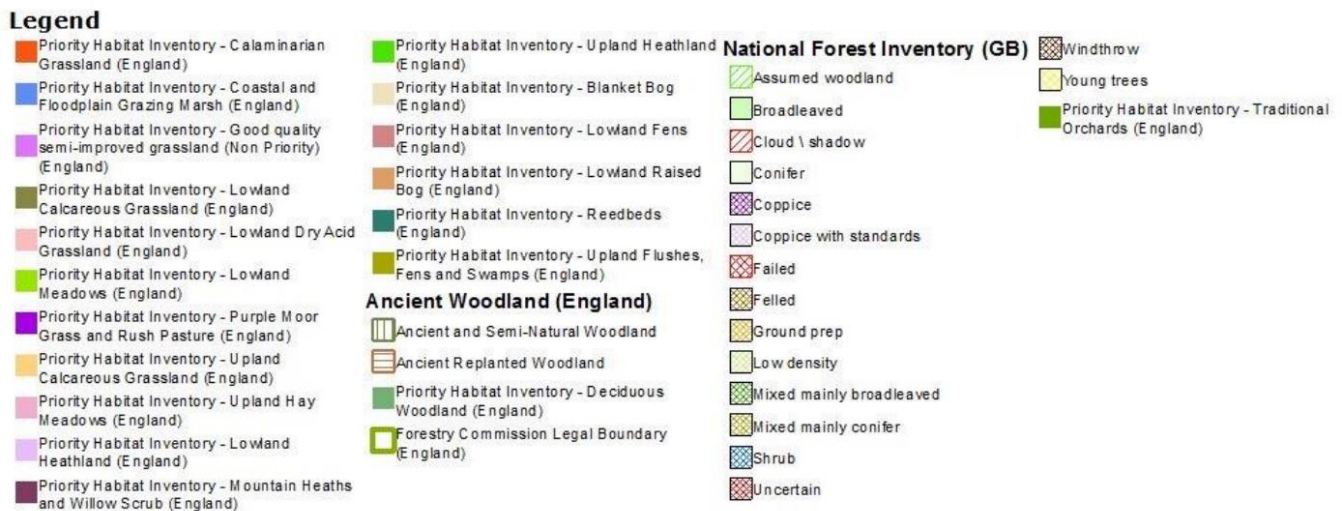 Legend
Priority Habitat Inventory - Calaminarian
Grassland (England)
Priority Habitat Inventory - Coastal and
Floodplain Grazing Marsh (England)
Priority Habitat Inventory - Good quality
semi-improved grassland (Non Priority)
(England)
Priority Habitat Inventory - Lowland
Calcareous Grassland (England)
Priority Habitat Inventory - Lowland Dry Acid
Grassland (England)
Priority Habitat Inventory - Lowland
Meadows (England)
Priority Habitat Inventory - Purple Moor
Grass and Rush Pasture (England)
Priority Habitat Inventory - Upland
Calcareous Grassland (England)
Priority Habitat Inventory - Upland Hay
Meadows (England)
Priority Habitat Inventory - Lowland
Heathland (England)
Priority Habitat Inventory - Mountain Heaths
and Willow Scrub (England)
Priority Habitat Inventory - Upland Heathland
(England)
Priority Habitat Inventory - Blanket Bog
(England)
Priority Habitat Inventory - Lowland Fens
(England)
Priority Habitat Inventory - Lowland Raised
Bog (England)
Priority Habitat Inventory - Reedbeds
(England)
Priority Habitat Inventory - Upland Flushes,
Fens and Swamps (England)
Ancient Woodland (England)
Ancient and Semi-Natural Woodland
Ancient Replanted Woodland
Priority Habitat Inventory - Deciduous
Woodland (England)
Forestry Commission Legal Boundary
(England)
National Forest Inventory (GB)
Assumed woodland
Broadleaved
Cloud \ shadow
Conifer
Coppice
Coppice with standards
Failed
Felled
Ground prep
Low density
Mixed mainly broadleaved
Mixed mainly conifer
Shrub
Uncertain
Windthrow
Young trees
Priority Habitat Inventory - Traditional
Orchards (England)